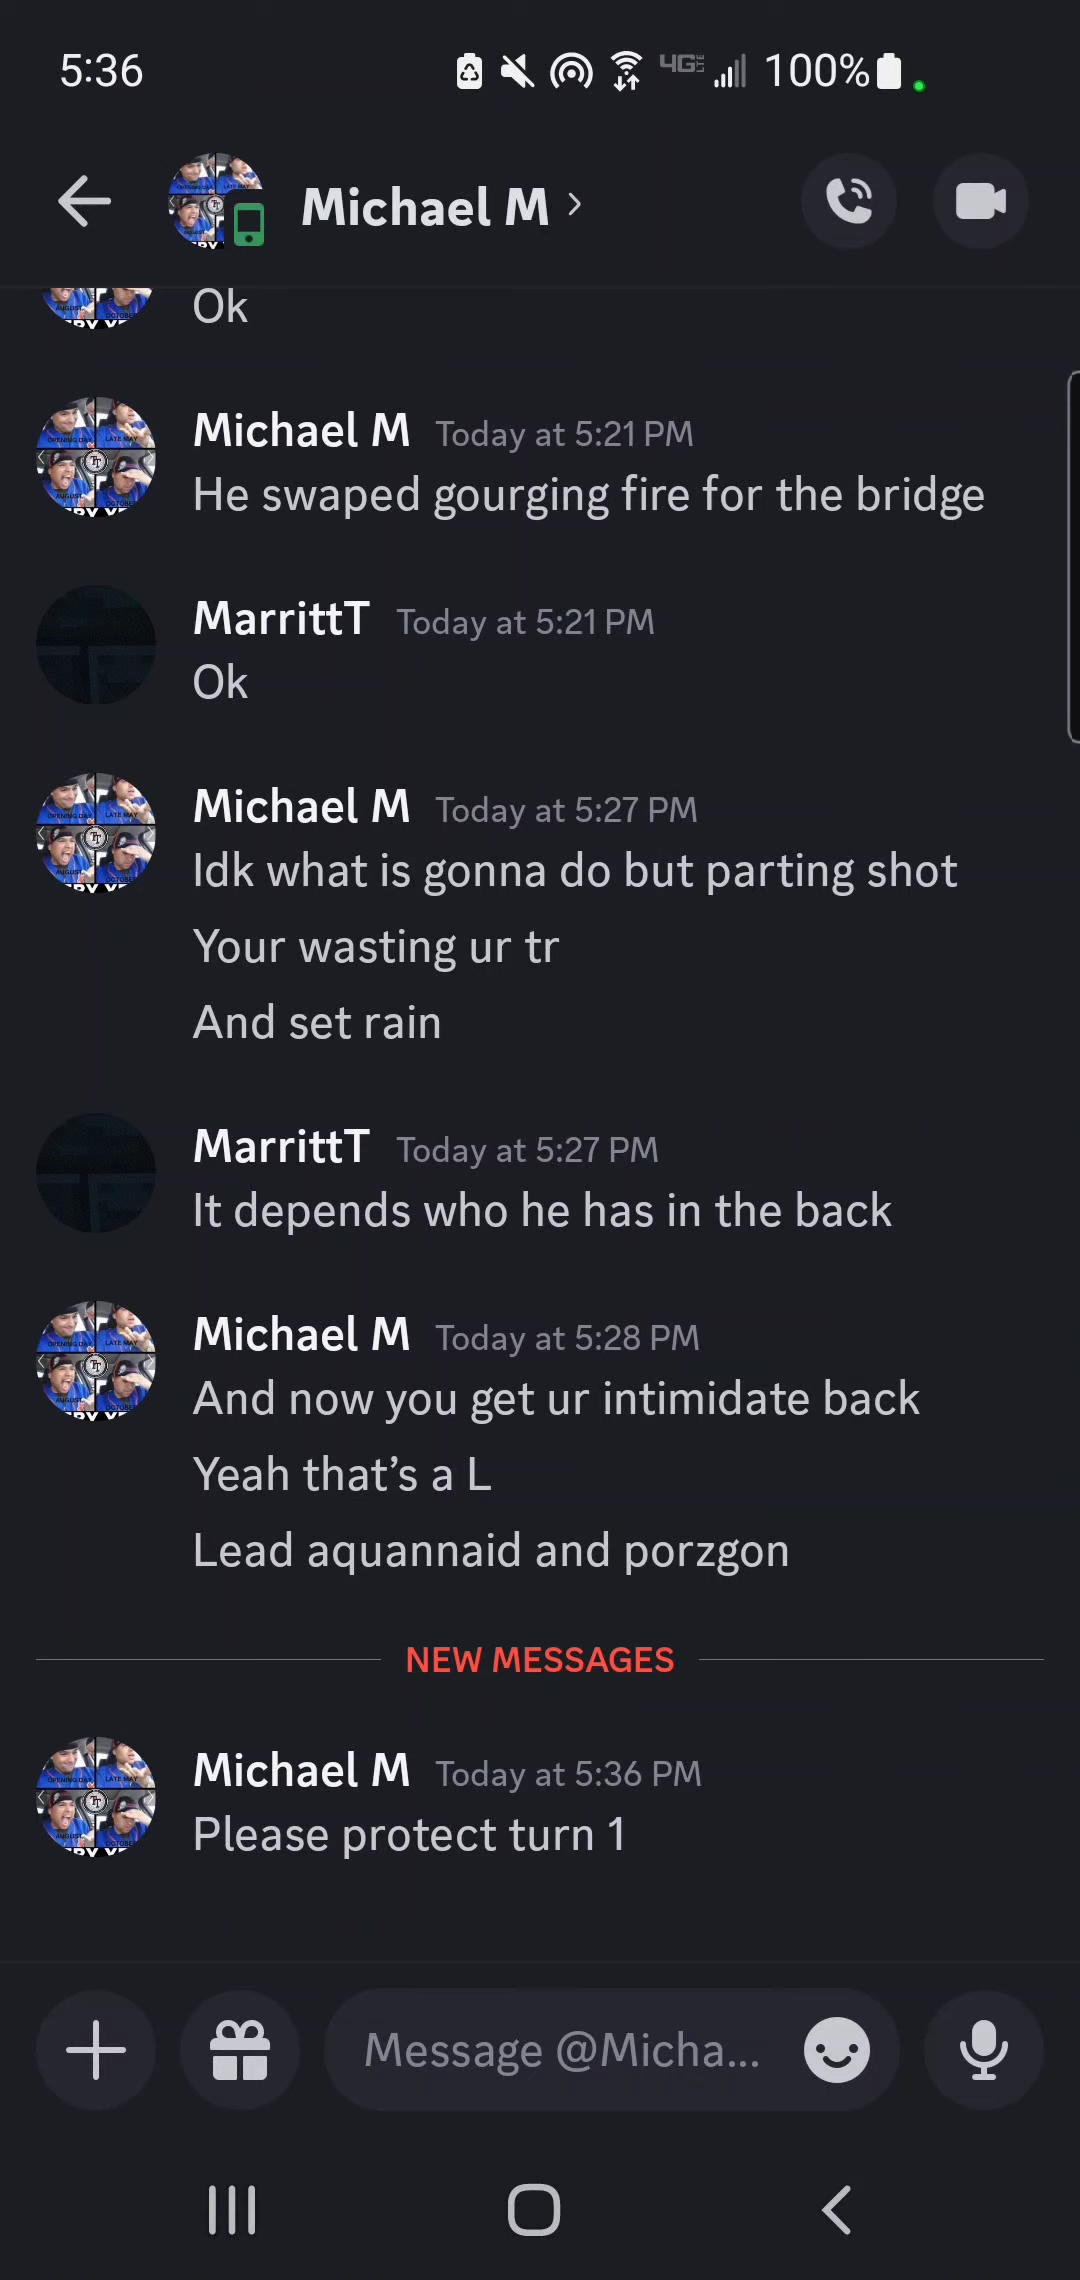 5:36
4G LTE
100%
Michael M
Ok
Michael M Today at 5:21 PM
He swaped gourging fire for the bridge
MarrittT Today at 5:21 PM
Ok
Michael M Today at 5:27 PM
Idk what is gonna do but parting shot
Your wasting ur tr
And set rain
MarrittT Today at 5:27 PM
It depends who he has in the back
Michael M Today at 5:28 PM
And now you get ur intimidate back
Yeah that’s a L
Lead aquannaid and porzgon
NEW MESSAGES
Michael M Today at 5:36 PM
Please protect turn 1
Message @Micha...